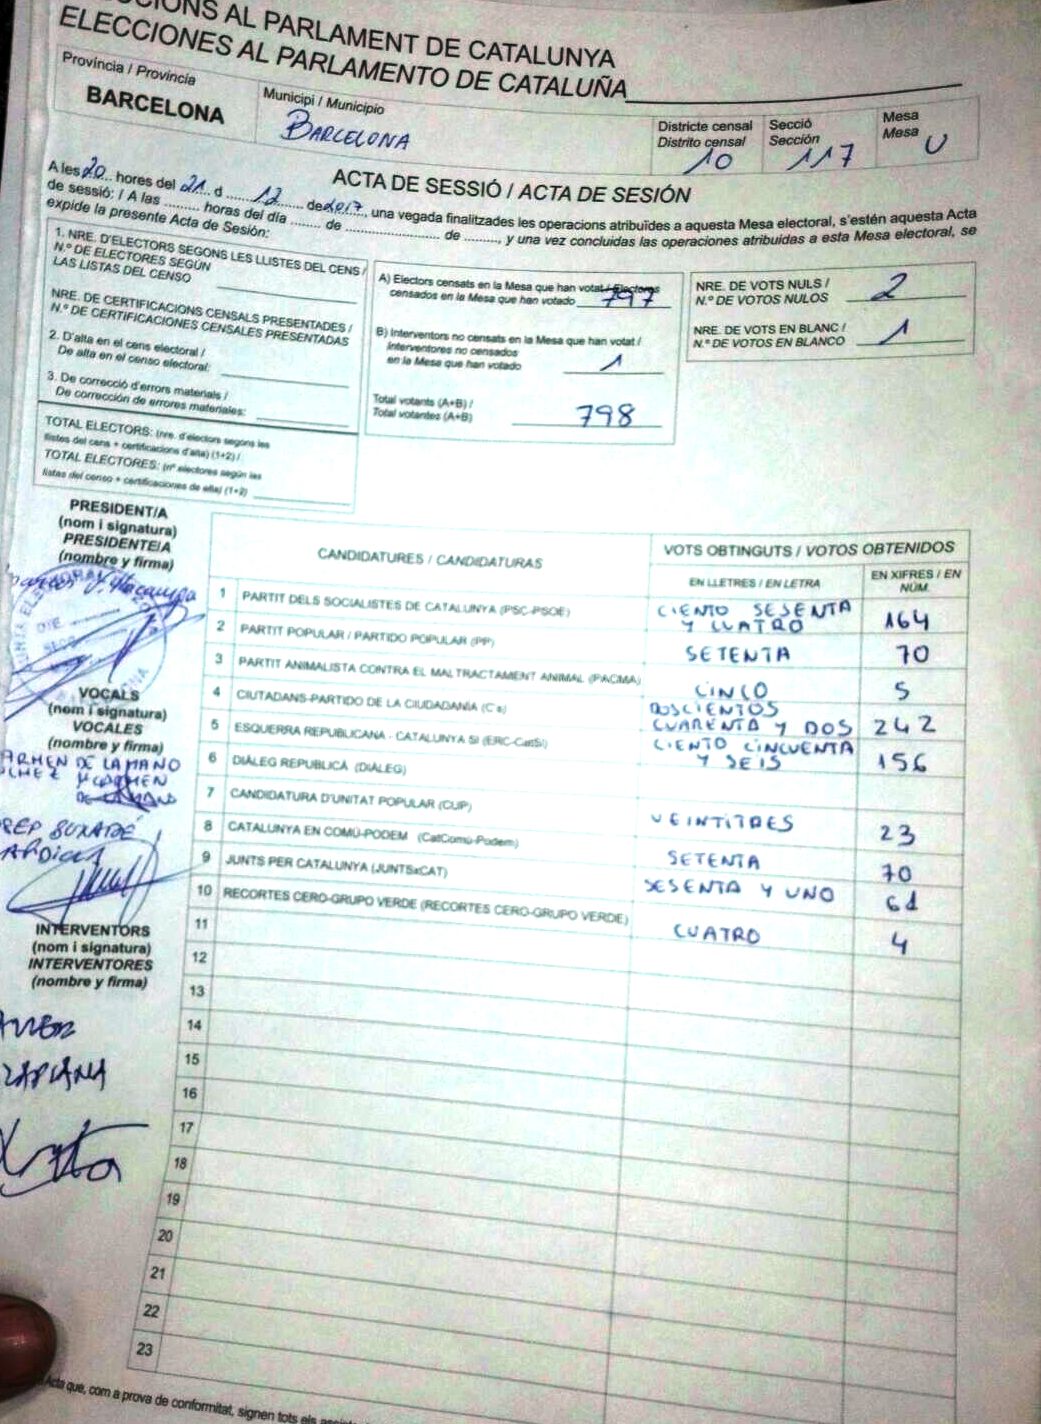 AL PARLAMENT DE CATALUNYA
ELECCIONES AL PARLAMENTO DE CATALUÑA
Província / Provincia
BARCELONA
Municipi / Municipio
BARCELONA
Districte censal
Distrito censal
10
Secció
Sección
117
Mesa
Mesa
U
ACTA DE SESSIÓ / ACTA DE SESIÓN
A les 20 hores del 21 d 12 de 2017, una vegada finalitzades les operacions atribuïdes a aquesta Mesa electoral, s'estén aquesta Acta
de sessió: / A las ......... horas del día ........ de ........................ de ........., y una vez concluidas las operaciones atribuidas a esta Mesa electoral, se
expide la presente Acta de Sesión:
1. NRE. D'ELECTORS SEGONS LES LLISTES DEL CENS /
N.º DE ELECTORES SEGÚN
LAS LISTAS DEL CENSO
NRE. DE CERTIFICACIONS CENSALS PRESENTADES /
N.º DE CERTIFICACIONES CENSALES PRESENTADAS
2. D'alta en el cens electoral /
De alta en el censo electoral:
3. De correcció d'errors materials /
De corrección de errores materiales:
TOTAL ELECTORS: (nre. d'electors segons les
llistes del cens + certificacions d'alta) (1+2) /
TOTAL ELECTORES: (nº electores según las
listas del censo + certificaciones de alta) (1+2)
A) Electors censats en la Mesa que han votat / Electores
censados en la Mesa que han votado 797
B) Interventors no censats en la Mesa que han votat /
Interventores no censados
en la Mesa que han votado 1
Total votants (A+B) /
Total votantes (A+B) 798
NRE. DE VOTS NULS /
N.º DE VOTOS NULOS 2
NRE. DE VOTS EN BLANC /
N.º DE VOTOS EN BLANCO 1
PRESIDENT/A
(nom i signatura)
PRESIDENTE/A
(nombre y firma)
VOCALS
(nom i signatura)
VOCALES
(nombre y firma)
ARMEN DE LA MANO
INTERVENTORS
(nom i signatura)
INTERVENTORES
(nombre y firma)
CANDIDATURES / CANDIDATURAS
VOTS OBTINGUTS / VOTOS OBTENIDOS
EN LLETRES / EN LETRA
EN XIFRES / EN NÚM.
1 PARTIT DELS SOCIALISTES DE CATALUNYA (PSC-PSOE) CIENTO SESENTA Y CUATRO 164
2 PARTIT POPULAR / PARTIDO POPULAR (PP) SETENTA 70
3 PARTIT ANIMALISTA CONTRA EL MALTRACTAMENT ANIMAL (PACMA) CINCO 5
4 CIUTADANS-PARTIDO DE LA CIUDADANÍA (C's) DOSCIENTOS CUARENTA Y DOS 242
5 ESQUERRA REPUBLICANA - CATALUNYA SÍ (ERC-CatSí) CIENTO CINCUENTA Y SEIS 156
6 DIÀLEG REPUBLICÀ (DIÀLEG)
7 CANDIDATURA D'UNITAT POPULAR (CUP) VEINTITRES 23
8 CATALUNYA EN COMÚ-PODEM (CatComú-Podem) SETENTA 70
9 JUNTS PER CATALUNYA (JUNTSxCAT) SESENTA Y UNO 61
10 RECORTES CERO-GRUPO VERDE (RECORTES CERO-GRUPO VERDE) CUATRO 4
11
12
13
14
15
16
17
18
19
20
21
22
23
Acta que, com a prova de conformitat, signen tots els